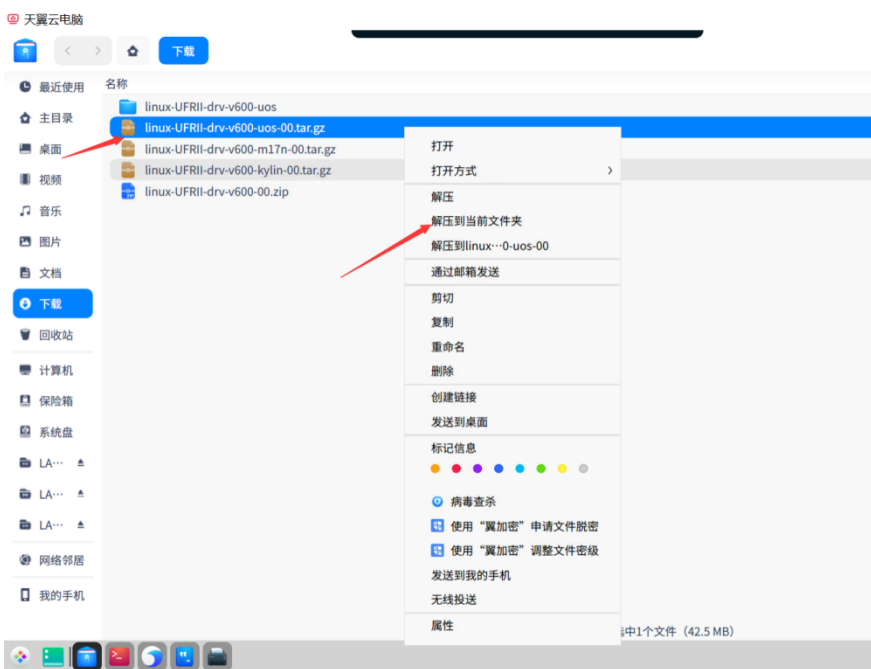 天翼云电脑
下载
名称
最近使用
主目录
桌面
视频
音乐
图片
文档
下载
回收站
计算机
保险箱
系统盘
LA…
LA…
LA…
网络邻居
我的手机
linux-UFRII-drv-v600-uos
linux-UFRII-drv-v600-uos-00.tar.gz
linux-UFRII-drv-v600-m17n-00.tar.gz
linux-UFRII-drv-v600-kylin-00.tar.gz
linux-UFRII-drv-v600-00.zip
打开
打开方式
解压
解压到当前文件夹
解压到linux…0-uos-00
通过邮箱发送
剪切
复制
重命名
删除
创建链接
发送到桌面
标记信息
病毒查杀
使用“翼加密”申请文件脱密
使用“翼加密”调整文件密级
发送到我的手机
无线投送
属性
中1个文件（42.5 MB）